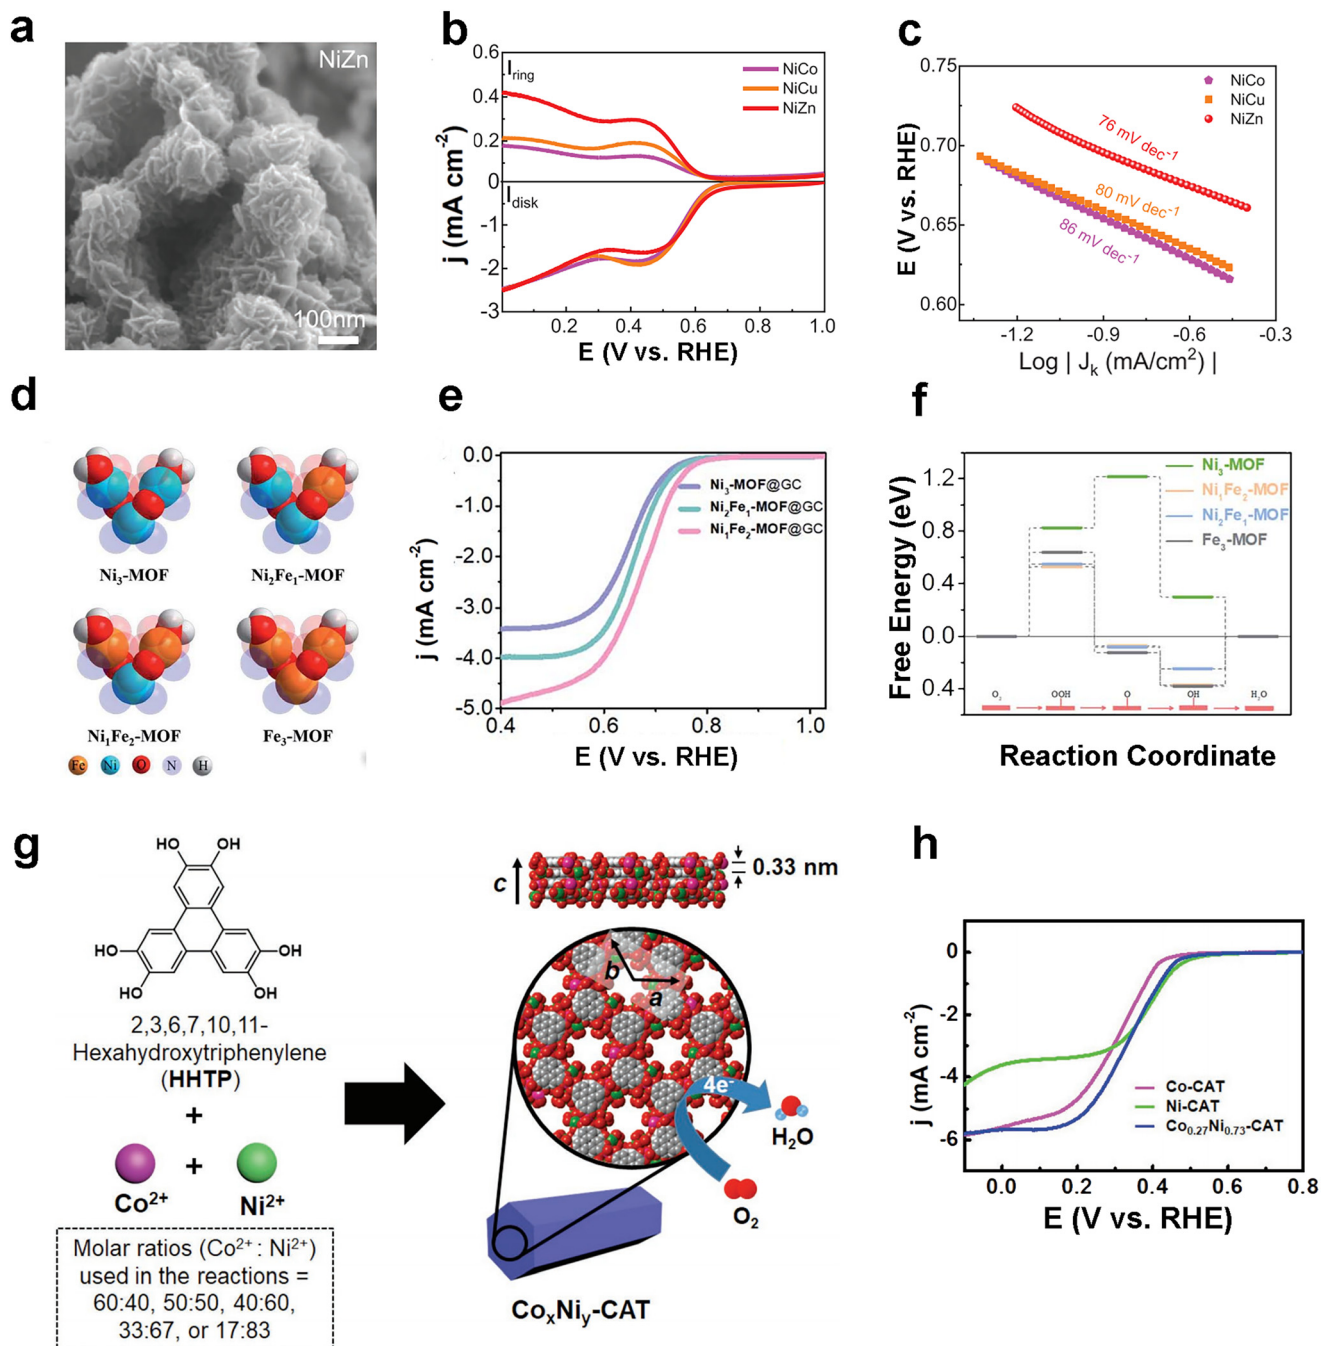 a
NiZn
100nm
b
0.6
0.4
0.2
0
-1
-2
-3
I_ring
I_disk
NiCo
NiCu
NiZn
j (mA cm⁻²)
0.2 0.4 0.6 0.8 1.0
E (V vs. RHE)
c
0.75
0.70
0.65
0.60
NiCo
NiCu
NiZn
76 mV dec⁻¹
80 mV dec⁻¹
86 mV dec⁻¹
E (V vs. RHE)
-1.2 -0.9 -0.6 -0.3
Log | Jₖ (mA/cm²) |
d
Ni₃-MOF
Ni₂Fe₁-MOF
Ni₁Fe₂-MOF
Fe₃-MOF
Fe Ni O N H
e
0.0
-1.0
-2.0
-3.0
-4.0
-5.0
Ni₃-MOF@GC
Ni₂Fe₁-MOF@GC
Ni₁Fe₂-MOF@GC
j (mA cm⁻²)
0.4 0.6 0.8 1.0
E (V vs. RHE)
f
1.2
0.8
0.4
0.0
0.4
Ni₃-MOF
Ni₁Fe₂-MOF
Ni₂Fe₁-MOF
Fe₃-MOF
Free Energy (eV)
O₂ OOH O OH H₂O
Reaction Coordinate
g
HO OH
HO OH
HO OH
2,3,6,7,10,11-
Hexahydroxytriphenylene
(HHTP)
+
+
Co²⁺ Ni²⁺
Molar ratios (Co²⁺ : Ni²⁺)
used in the reactions =
60:40, 50:50, 40:60,
33:67, or 17:83
c
0.33 nm
b
a
4e⁻
H₂O
O₂
CoₓNiᵧ-CAT
h
0
-2
-4
-6
Co-CAT
Ni-CAT
Co₀.₂₇Ni₀.₇₃-CAT
j (mA cm⁻²)
0.0 0.2 0.4 0.6 0.8
E (V vs. RHE)